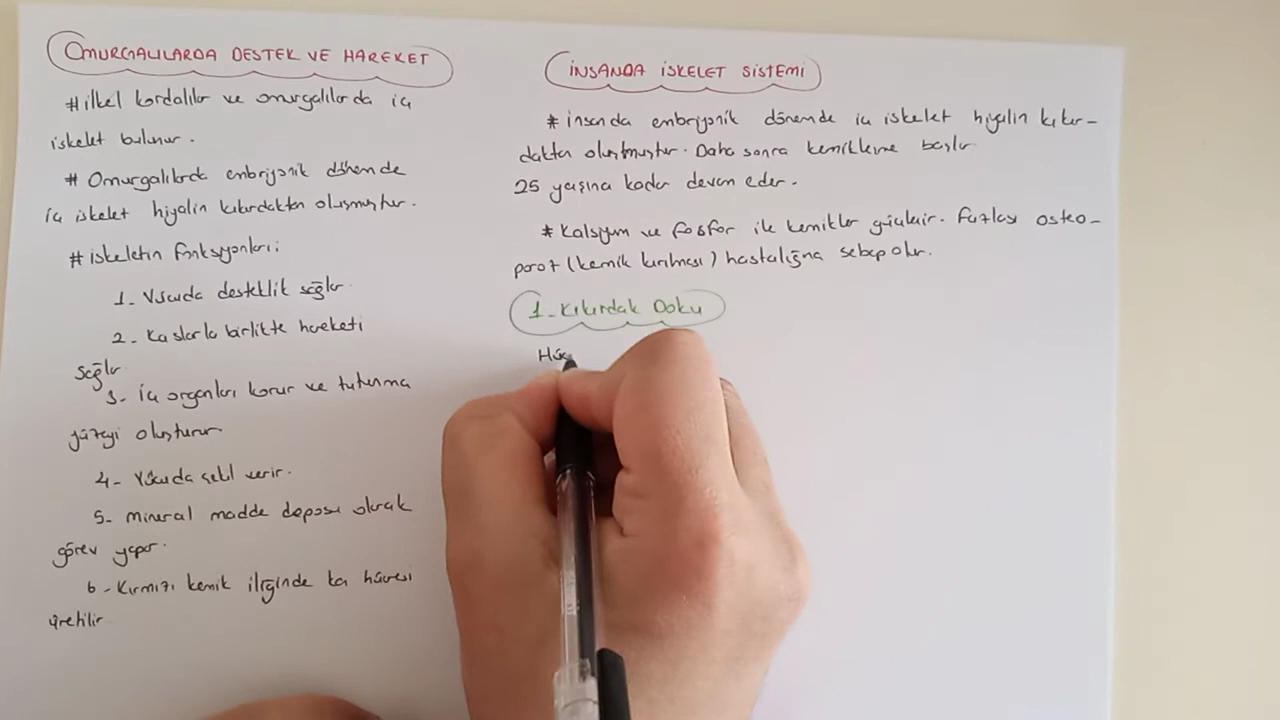 OMURGALILARDA DESTEK VE HAREKET
# ilkel kordalılar ve omurgalılarda iç
iskelet bulunur.
# Omurgalılarda embriyonik dönemde
iç iskelet hiyalin kıkırdaktan oluşmuştur.
# iskeletin fonksiyonları:
1- Vücuda desteklik sağlar
2- Kaslarla birlikte hareketi
sağlar
3- İç organları korur ve tutunma
yüzeyi oluşturur
4- Vücuda şekil verir.
5- Mineral madde deposu olarak
görev yapar.
6- Kırmızı kemik iliğinde kan hücresi
üretilir
İNSANDA İSKELET SİSTEMİ
* insanda embriyonik dönemde iç iskelet hiyalin kıkır-
daktan oluşmuştur. Daha sonra kemikleşme başlar
25 yaşına kadar devam eder.
* Kalsiyum ve fosfor ile kemikler güçlenir. Fazlası osteo-
poroz (kemik kırılması) hastalığına sebep olur.
1- Kıkırdak Doku
Hüc